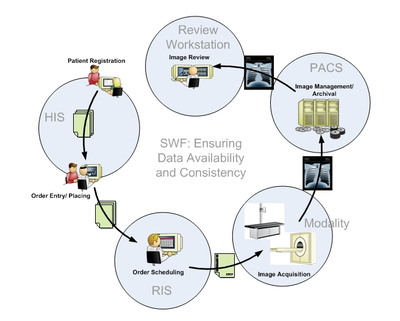 Patient Registration
Review
Workstation
Image Review
PACS
Image Management/
Archival
HIS
SWF: Ensuring
Data Availability
and Consistency
Order Entry/ Placing
Modality
Order Scheduling
Image Acquisition
RIS